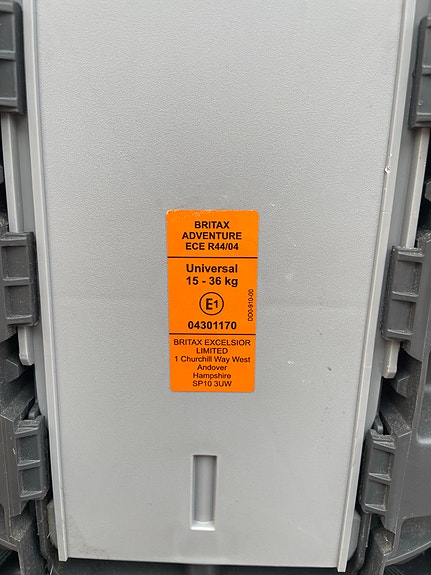 BRITAX
ADVENTURE
ECE R44/04
Universal
15 - 36 kg
E1
04301170
DD0-910-00
BRITAX EXCELSIOR
LIMITED
1 Churchill Way West
Andover
Hampshire
SP10 3UW